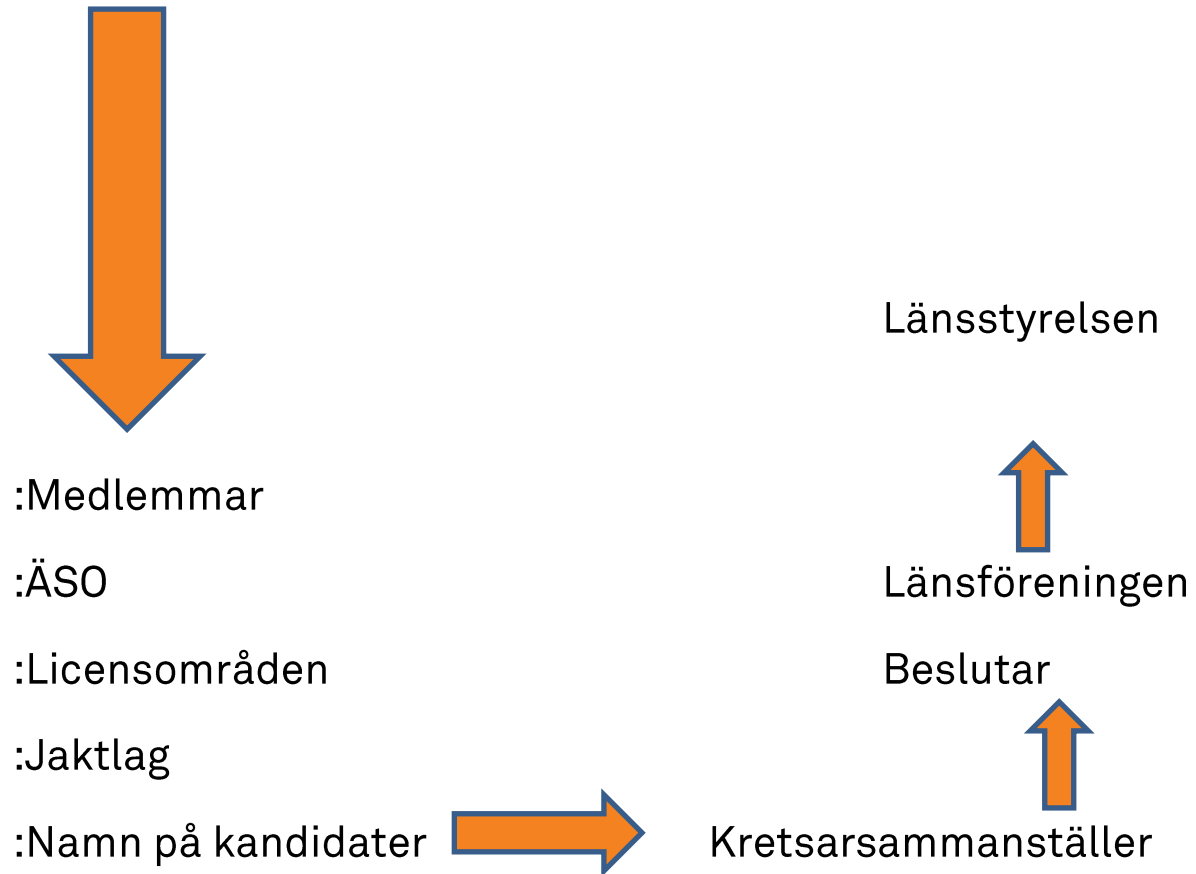 :Medlemmar
:ÄSO
:Licensområden
:Jaktlag
:Namn på kandidater
Kretsarsammanställer
Länsstyrelsen
Länsföreningen
Beslutar